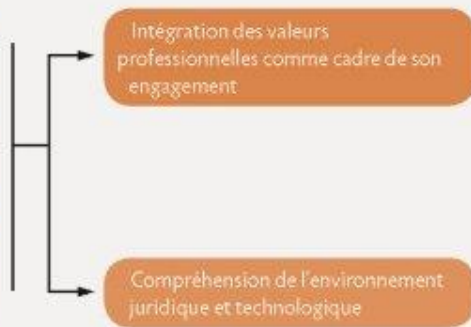 Intégration des valeurs
professionnelles comme cadre de son
engagement
Compréhension de l'environnement
juridique et technologique